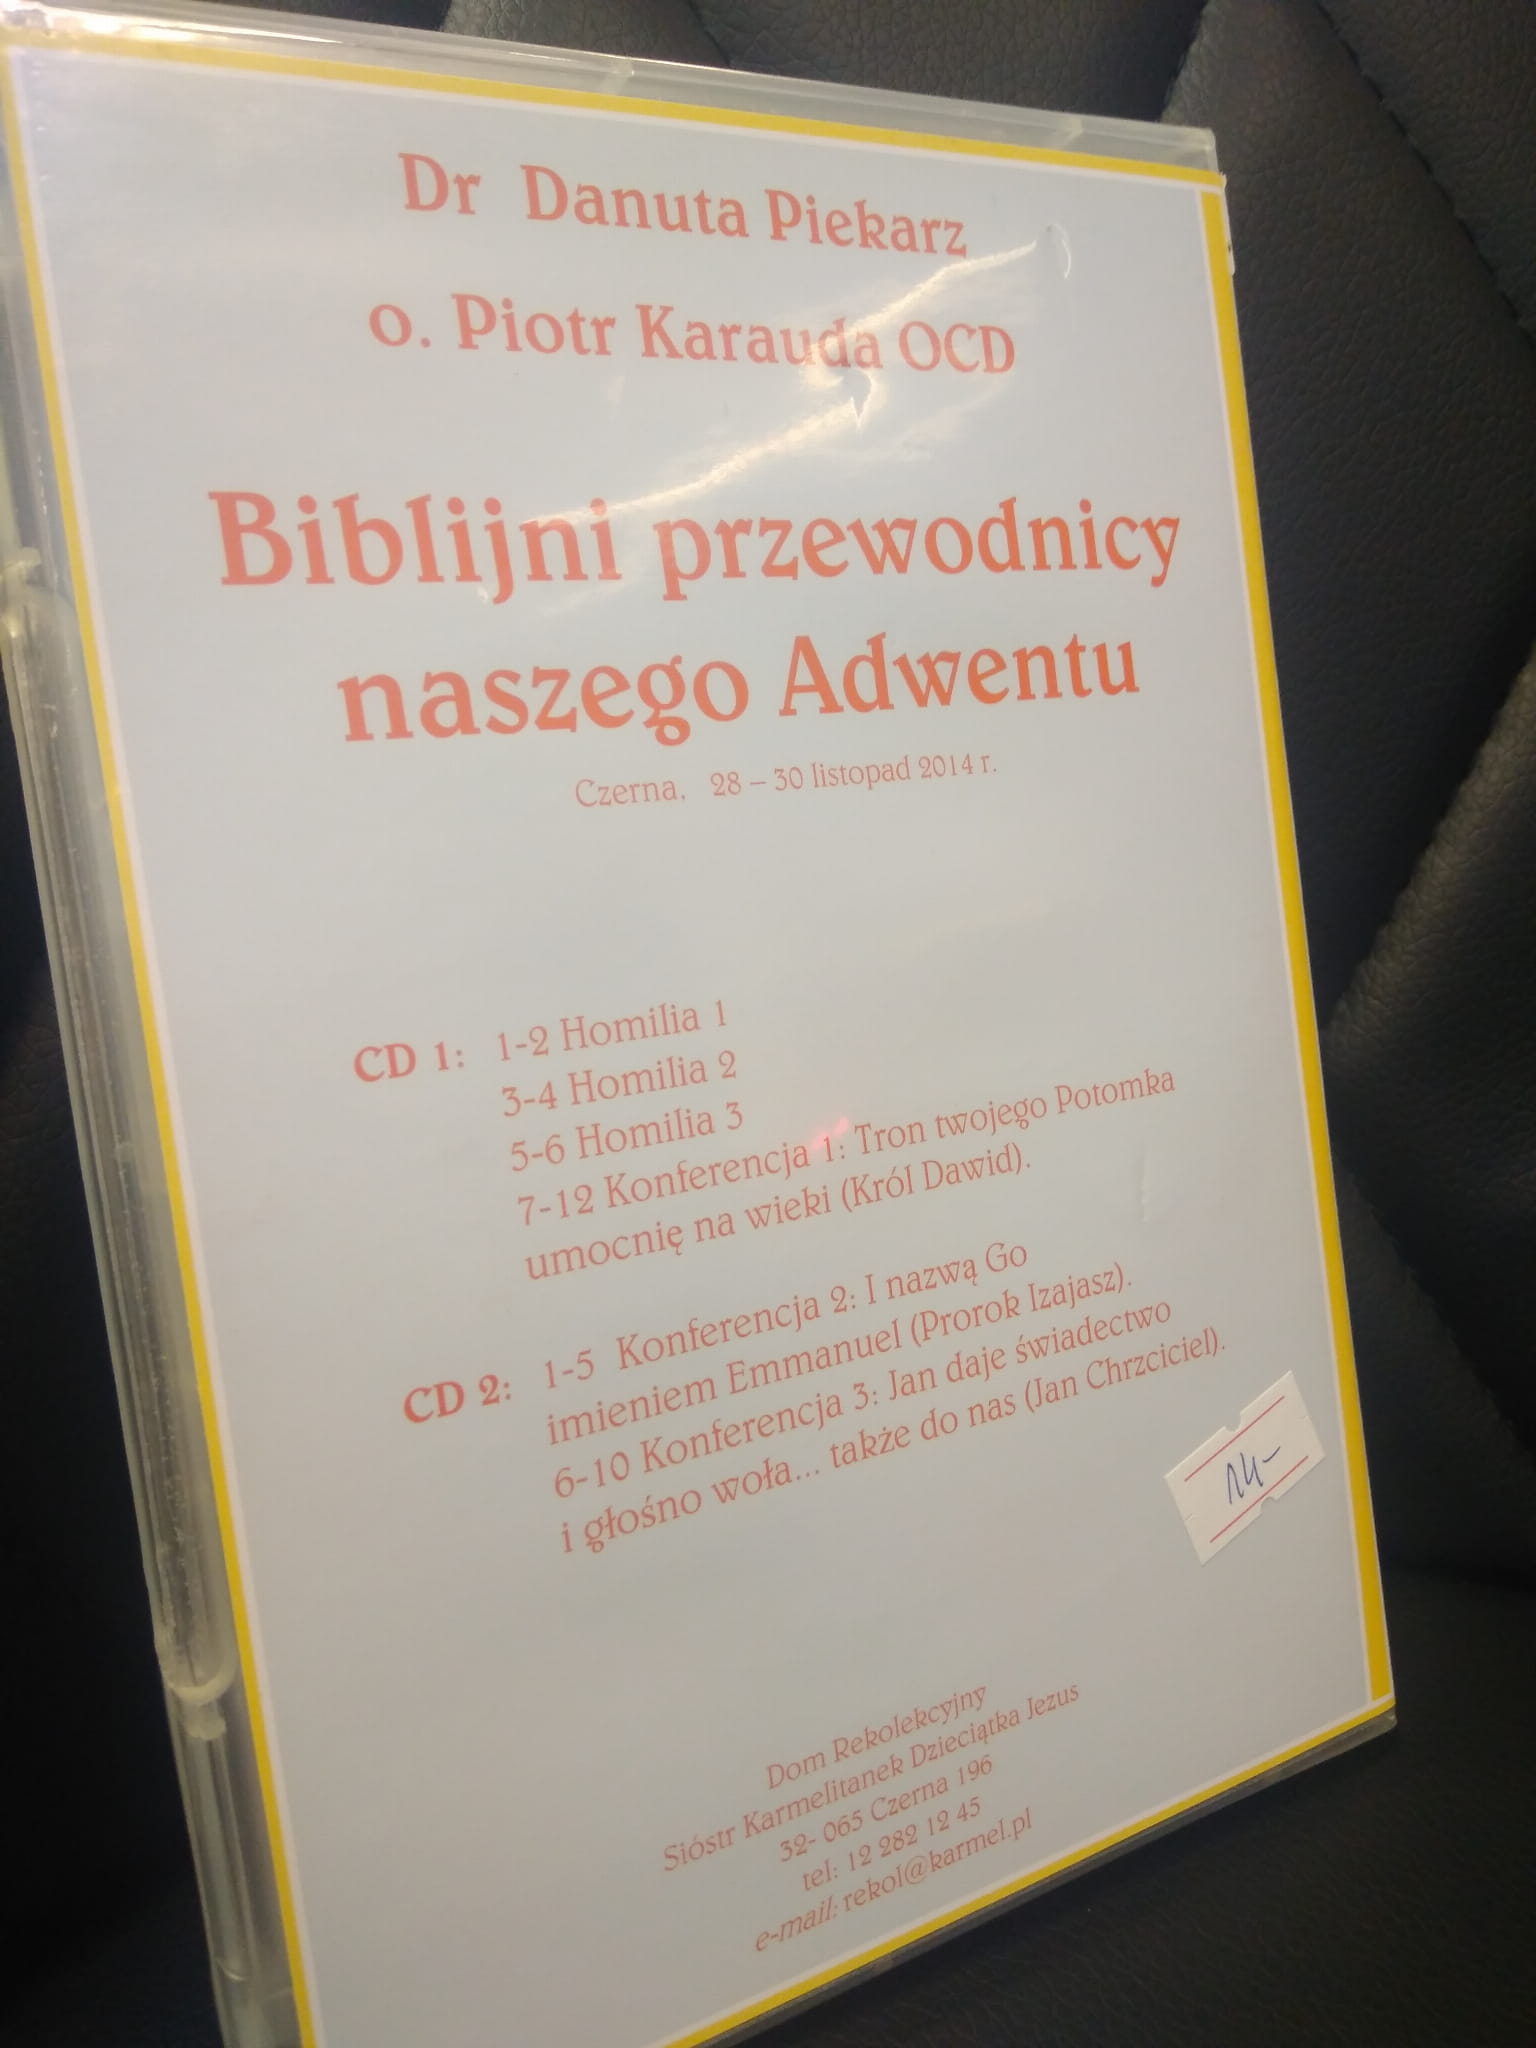 Dr Danuta Piekarz
o. Piotr Karauda OCD
Biblijni przewodnicy
naszego Adwentu
Czerna, 28 – 30 listopad 2014 r.
CD 1: 1-2 Homilia 1
3-4 Homilia 2
5-6 Homilia 3
7-12 Konferencja 1: Tron twojego Potomka
umocnię na wieki (Król Dawid).
CD 2: 1-5 Konferencja 2: I nazwą Go
imieniem Emmanuel (Prorok Izajasz).
6-10 Konferencja 3: Jan daje świadectwo
i głośno woła... także do nas (Jan Chrzciciel).
14-
Dom Rekolekcyjny
Sióstr Karmelitanek Dzieciątka Jezus
32- 065 Czerna 196
tel: 12 282 12 45
e-mail: rekol@karmel.pl